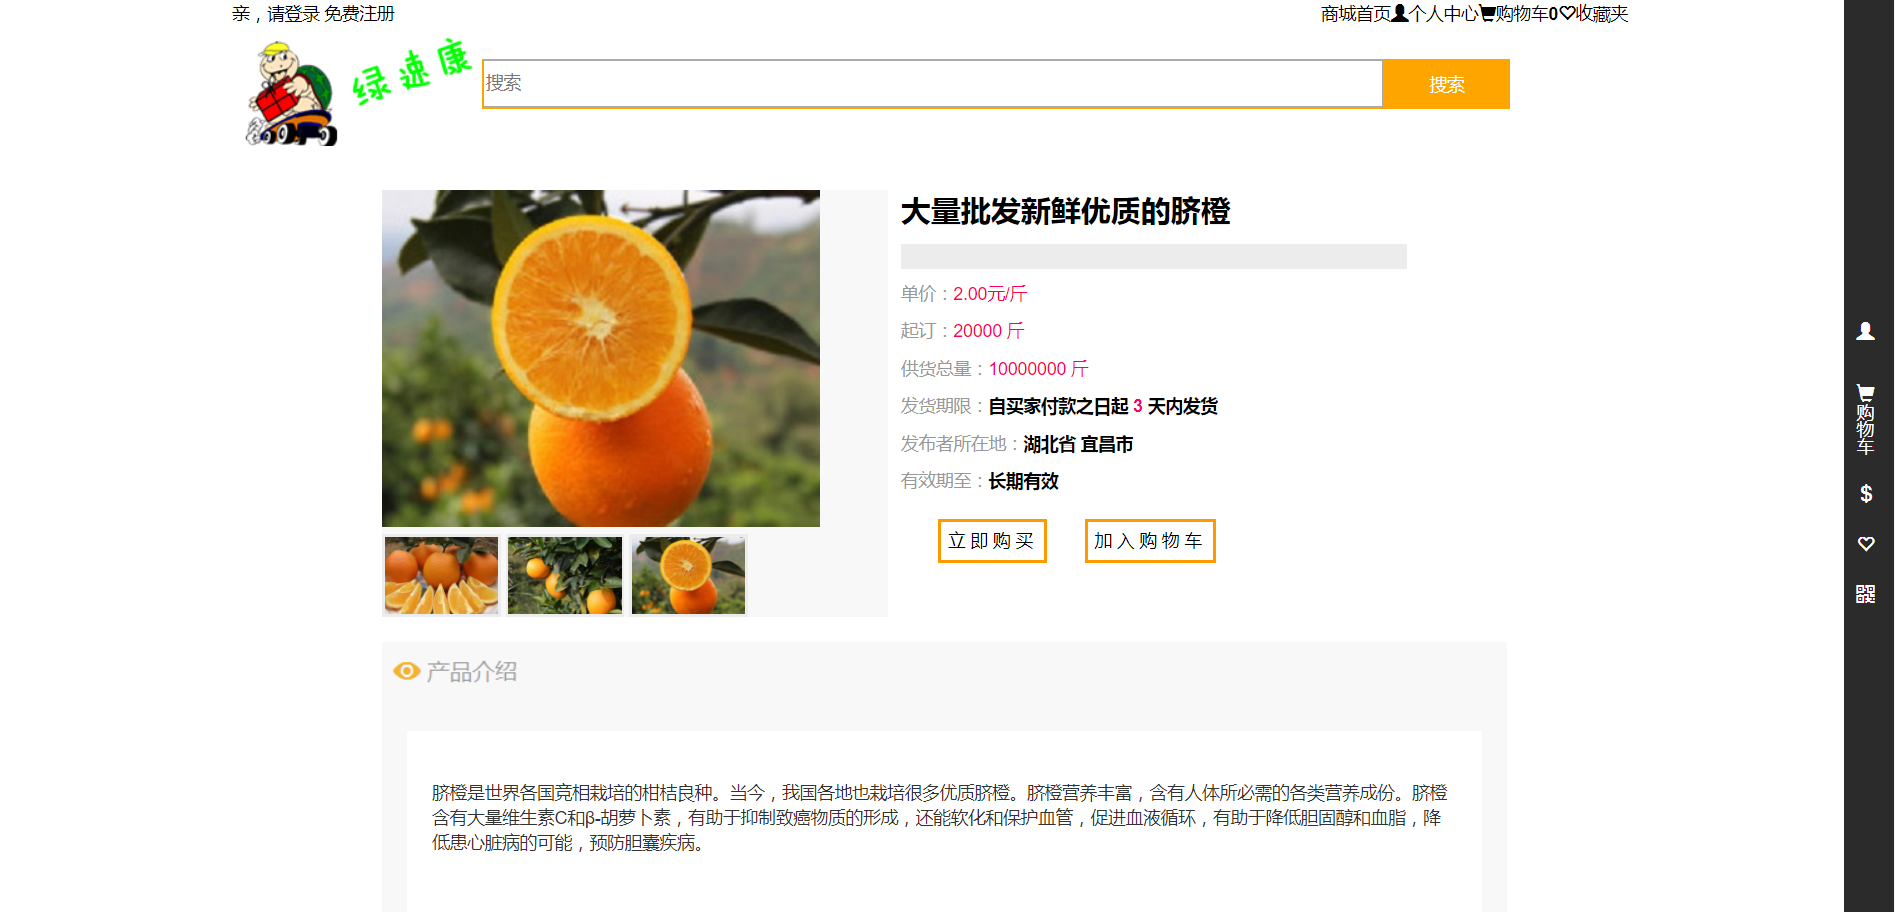 亲，请登录 免费注册
商城首页个人中心购物车0收藏夹
绿速康
搜索
搜索
大量批发新鲜优质的脐橙
单价：2.00元/斤
起订：20000 斤
供货总量：10000000 斤
发货期限：自买家付款之日起 3 天内发货
发布者所在地：湖北省 宜昌市
有效期至：长期有效
立即购买
加入购物车
购物车
$
产品介绍
脐橙是世界各国竞相栽培的柑桔良种。当今，我国各地也栽培很多优质脐橙。脐橙营养丰富，含有人体所必需的各类营养成份。脐橙
含有大量维生素C和β-胡萝卜素，有助于抑制致癌物质的形成，还能软化和保护血管，促进血液循环，有助于降低胆固醇和血脂，降
低患心脏病的可能，预防胆囊疾病。